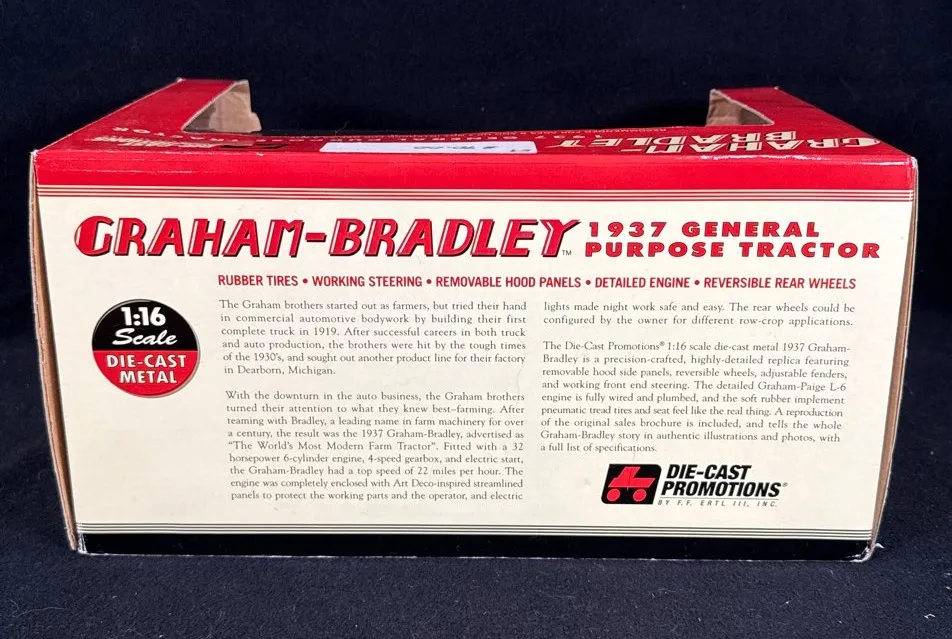 GRAHAM-BRADLEY
GRAHAM-BRADLEY™
1937 GENERAL
PURPOSE TRACTOR
RUBBER TIRES • WORKING STEERING • REMOVABLE HOOD PANELS • DETAILED ENGINE • REVERSIBLE REAR WHEELS
1:16
Scale
DIE-CAST
METAL
The Graham brothers started out as farmers, but tried their hand
in commercial automotive bodywork by building their first
complete truck in 1919. After successful careers in both truck
and auto production, the brothers were hit by the tough times
of the 1930's, and sought out another product line for their factory
in Dearborn, Michigan.
With the downturn in the auto business, the Graham brothers
turned their attention to what they knew best–farming. After
teaming with Bradley, a leading name in farm machinery for over
a century, the result was the 1937 Graham-Bradley, advertised as
"The World's Most Modern Farm Tractor". Fitted with a 32
horsepower 6-cylinder engine, 4-speed gearbox, and electric start,
the Graham-Bradley had a top speed of 22 miles per hour. The
engine was completely enclosed with Art Deco-inspired streamlined
panels to protect the working parts and the operator, and electric
lights made night work safe and easy. The rear wheels could be
configured by the owner for different row-crop applications.
The Die-Cast Promotions® 1:16 scale die-cast metal 1937 Graham-
Bradley is a precision-crafted, highly-detailed replica featuring
removable hood side panels, reversible wheels, adjustable fenders,
and working front end steering. The detailed Graham-Paige L-6
engine is fully wired and plumbed, and the soft rubber implement
pneumatic tread tires and seat feel like the real thing. A reproduction
of the original sales brochure is included, and tells the whole
Graham-Bradley story in authentic illustrations and photos, with
a full list of specifications.
DIE-CAST
PROMOTIONS®
BY F.F. ERTL III, INC.